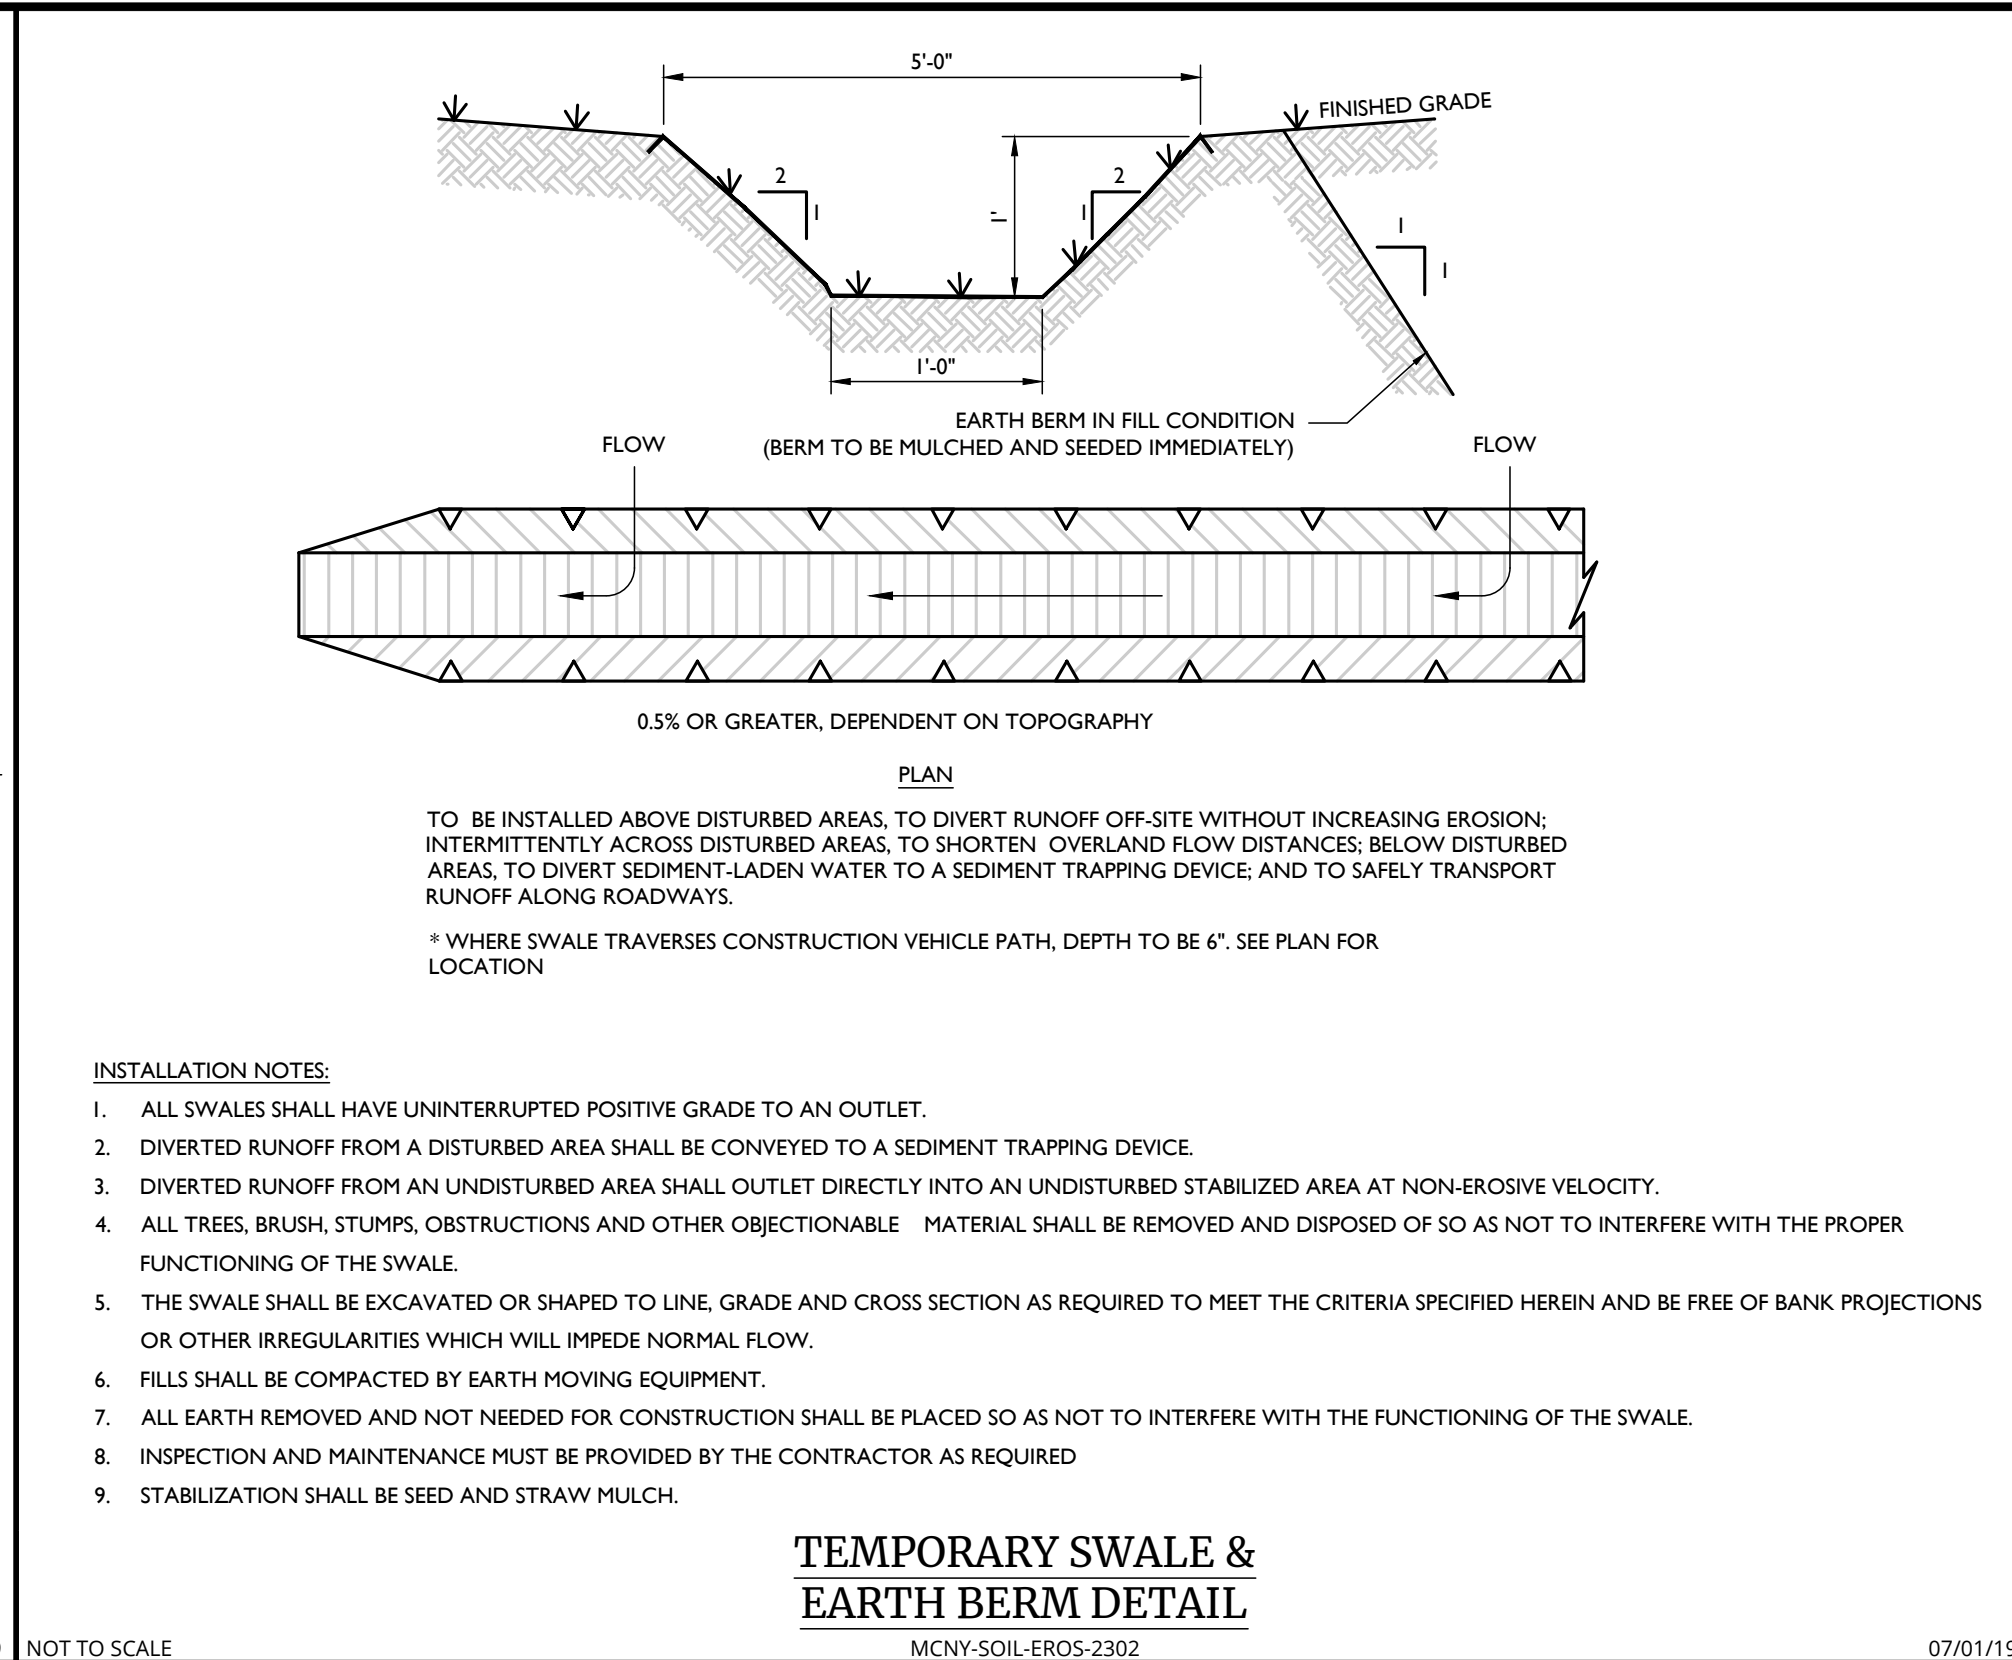 5'-0"
FINISHED GRADE
2
1
2
1
1'
1
1
1'-0"
EARTH BERM IN FILL CONDITION
(BERM TO BE MULCHED AND SEEDED IMMEDIATELY)
FLOW
FLOW
0.5% OR GREATER, DEPENDENT ON TOPOGRAPHY
PLAN
TO BE INSTALLED ABOVE DISTURBED AREAS, TO DIVERT RUNOFF OFF-SITE WITHOUT INCREASING EROSION;
INTERMITTENTLY ACROSS DISTURBED AREAS, TO SHORTEN OVERLAND FLOW DISTANCES; BELOW DISTURBED
AREAS, TO DIVERT SEDIMENT-LADEN WATER TO A SEDIMENT TRAPPING DEVICE; AND TO SAFELY TRANSPORT
RUNOFF ALONG ROADWAYS.
* WHERE SWALE TRAVERSES CONSTRUCTION VEHICLE PATH, DEPTH TO BE 6". SEE PLAN FOR
LOCATION
INSTALLATION NOTES:
1. ALL SWALES SHALL HAVE UNINTERRUPTED POSITIVE GRADE TO AN OUTLET.
2. DIVERTED RUNOFF FROM A DISTURBED AREA SHALL BE CONVEYED TO A SEDIMENT TRAPPING DEVICE.
3. DIVERTED RUNOFF FROM AN UNDISTURBED AREA SHALL OUTLET DIRECTLY INTO AN UNDISTURBED STABILIZED AREA AT NON-EROSIVE VELOCITY.
4. ALL TREES, BRUSH, STUMPS, OBSTRUCTIONS AND OTHER OBJECTIONABLE MATERIAL SHALL BE REMOVED AND DISPOSED OF SO AS NOT TO INTERFERE WITH THE PROPER
FUNCTIONING OF THE SWALE.
5. THE SWALE SHALL BE EXCAVATED OR SHAPED TO LINE, GRADE AND CROSS SECTION AS REQUIRED TO MEET THE CRITERIA SPECIFIED HEREIN AND BE FREE OF BANK PROJECTIONS
OR OTHER IRREGULARITIES WHICH WILL IMPEDE NORMAL FLOW.
6. FILLS SHALL BE COMPACTED BY EARTH MOVING EQUIPMENT.
7. ALL EARTH REMOVED AND NOT NEEDED FOR CONSTRUCTION SHALL BE PLACED SO AS NOT TO INTERFERE WITH THE FUNCTIONING OF THE SWALE.
8. INSPECTION AND MAINTENANCE MUST BE PROVIDED BY THE CONTRACTOR AS REQUIRED
9. STABILIZATION SHALL BE SEED AND STRAW MULCH.
TEMPORARY SWALE &
EARTH BERM DETAIL
NOT TO SCALE
MCNY-SOIL-EROS-2302
07/01/19